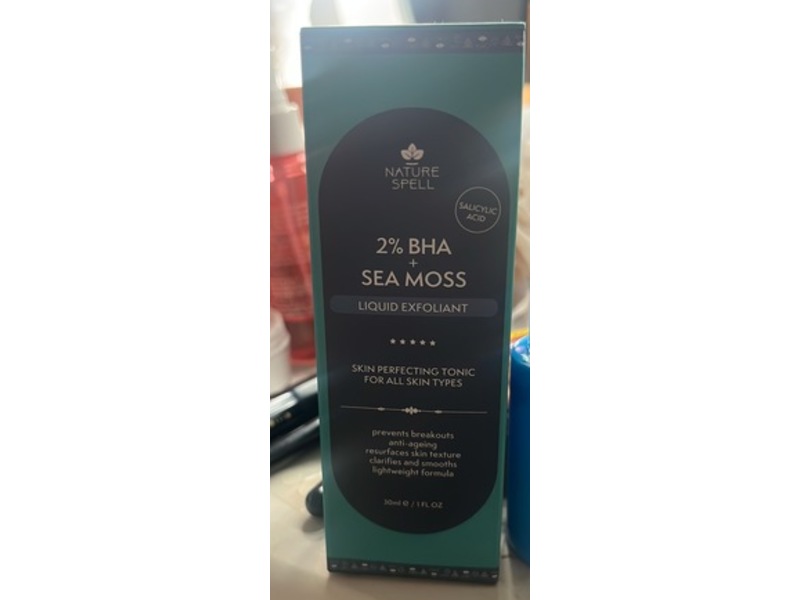 NATURE
SPELL
SALICYLIC
ACID
2% BHA
+
SEA MOSS
LIQUID EXFOLIANT
SKIN PERFECTING TONIC
FOR ALL SKIN TYPES
prevents breakouts
anti-ageing
resurfaces skin texture
clarifies and smooths
lightweight formula
30ml ℮ / 1 FL OZ